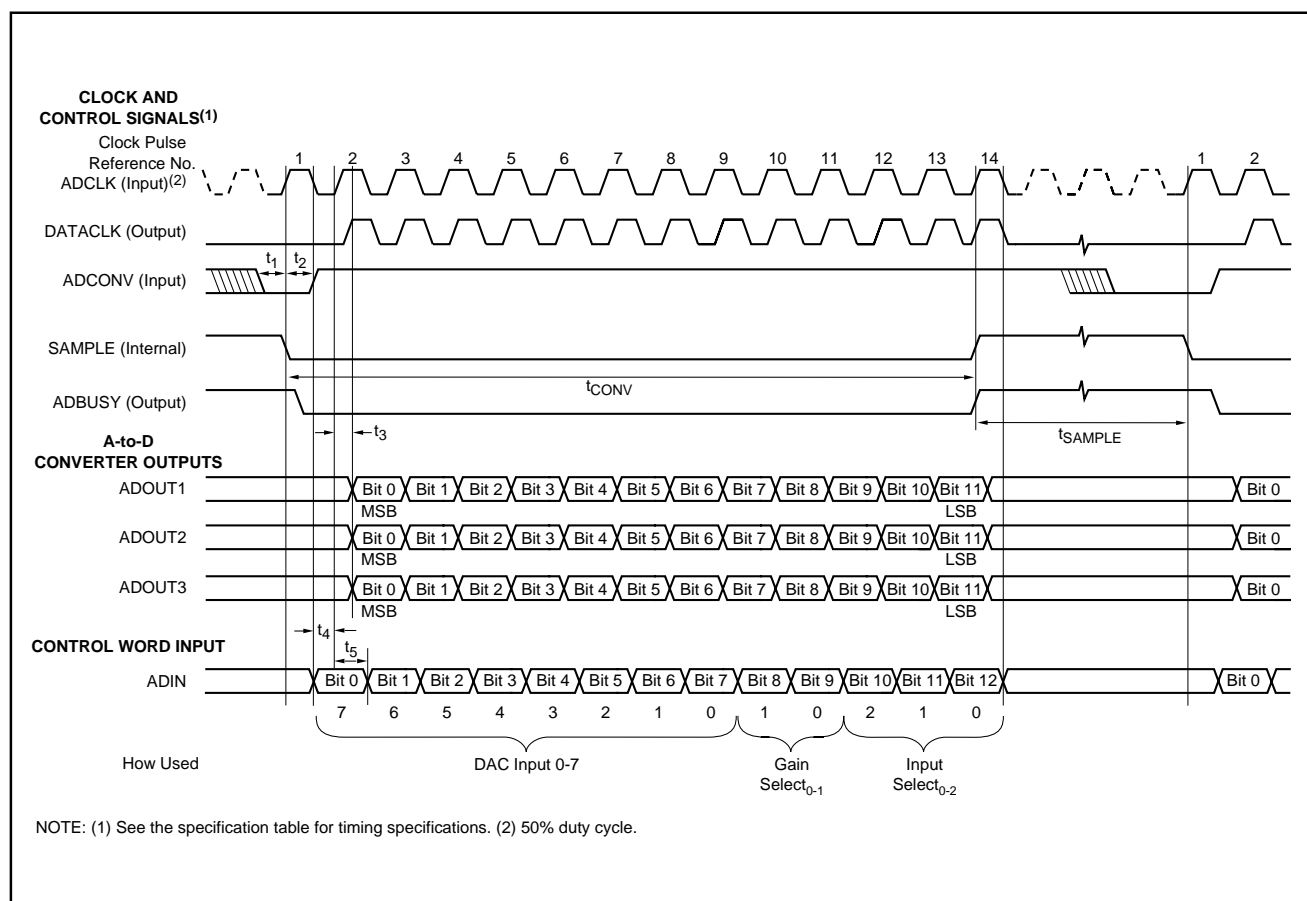 CLOCK AND
CONTROL SIGNALS(1)
Clock Pulse
Reference No.
1 2 3 4 5 6 7 8 9 10 11 12 13 14 1 2
ADCLK (Input)(2)
DATACLK (Output)
t1 t2
ADCONV (Input)
SAMPLE (Internal)
tCONV
ADBUSY (Output)
t3
tSAMPLE
A-to-D
CONVERTER OUTPUTS
ADOUT1 Bit 0 Bit 1 Bit 2 Bit 3 Bit 4 Bit 5 Bit 6 Bit 7 Bit 8 Bit 9 Bit 10 Bit 11 Bit 0
MSB LSB
ADOUT2 Bit 0 Bit 1 Bit 2 Bit 3 Bit 4 Bit 5 Bit 6 Bit 7 Bit 8 Bit 9 Bit 10 Bit 11 Bit 0
MSB LSB
ADOUT3 Bit 0 Bit 1 Bit 2 Bit 3 Bit 4 Bit 5 Bit 6 Bit 7 Bit 8 Bit 9 Bit 10 Bit 11 Bit 0
MSB LSB
t4
CONTROL WORD INPUT t5
ADIN Bit 0 Bit 1 Bit 2 Bit 3 Bit 4 Bit 5 Bit 6 Bit 7 Bit 8 Bit 9 Bit 10 Bit 11 Bit 12 Bit 0
7 6 5 4 3 2 1 0 1 0 2 1 0
How Used DAC Input 0-7 Gain Input
Select0-1 Select0-2
NOTE: (1) See the specification table for timing specifications. (2) 50% duty cycle.